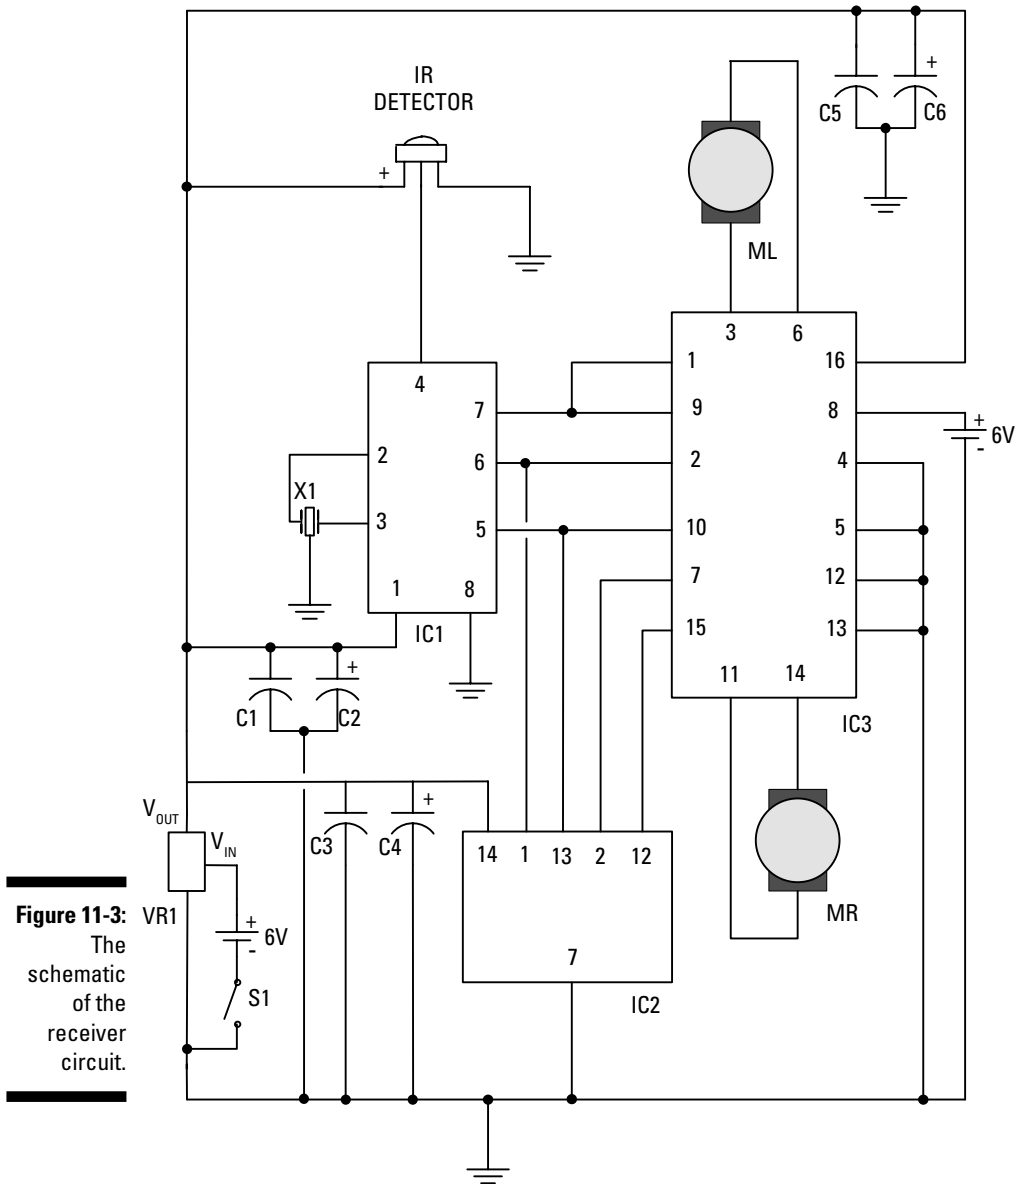 IR
DETECTOR
+
+
C5
C6
ML
3
6
1
16
4
7
9
8
+
6V
-
2
6
2
4
X1
3
5
10
5
7
12
1
8
15
13
IC1
11
14
+
C1
C2
IC3
V OUT
V IN
+
C3
C4
14
1
13
2
12
VR1
MR
+
6V
-
7
S1
IC2
Figure 11-3:
The
schematic
of the
receiver
circuit.